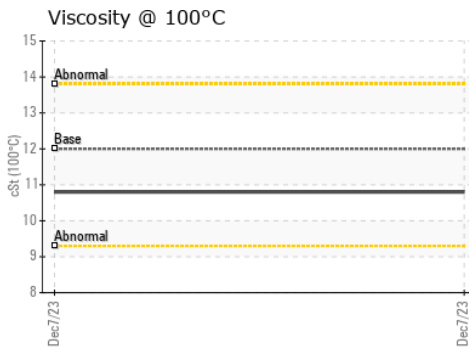 Viscosity @ 100°C
cSt (100°C)
15
14
13
12
11
10
9
8
Abnormal
Base
Abnormal
Dec7/23
Dec7/23